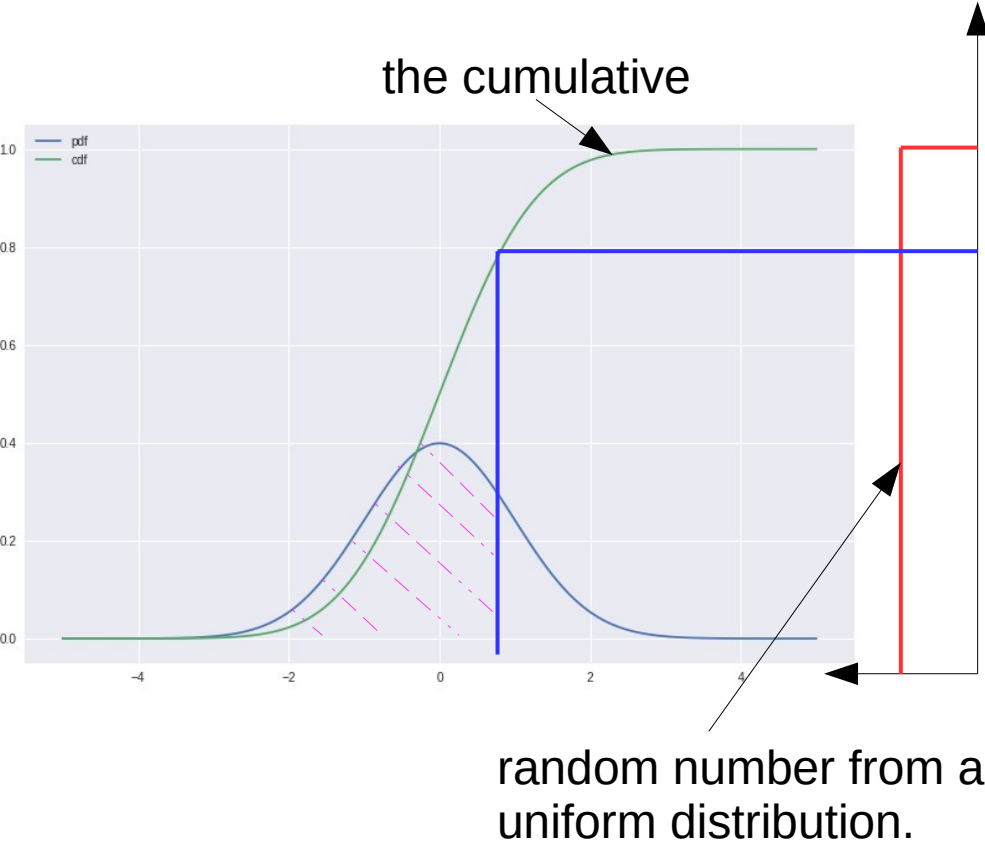 the cumulative
pdf
cdf
1.0
0.8
0.6
0.4
0.2
0.0
−4 −2 0 2 4
random number from a
uniform distribution.